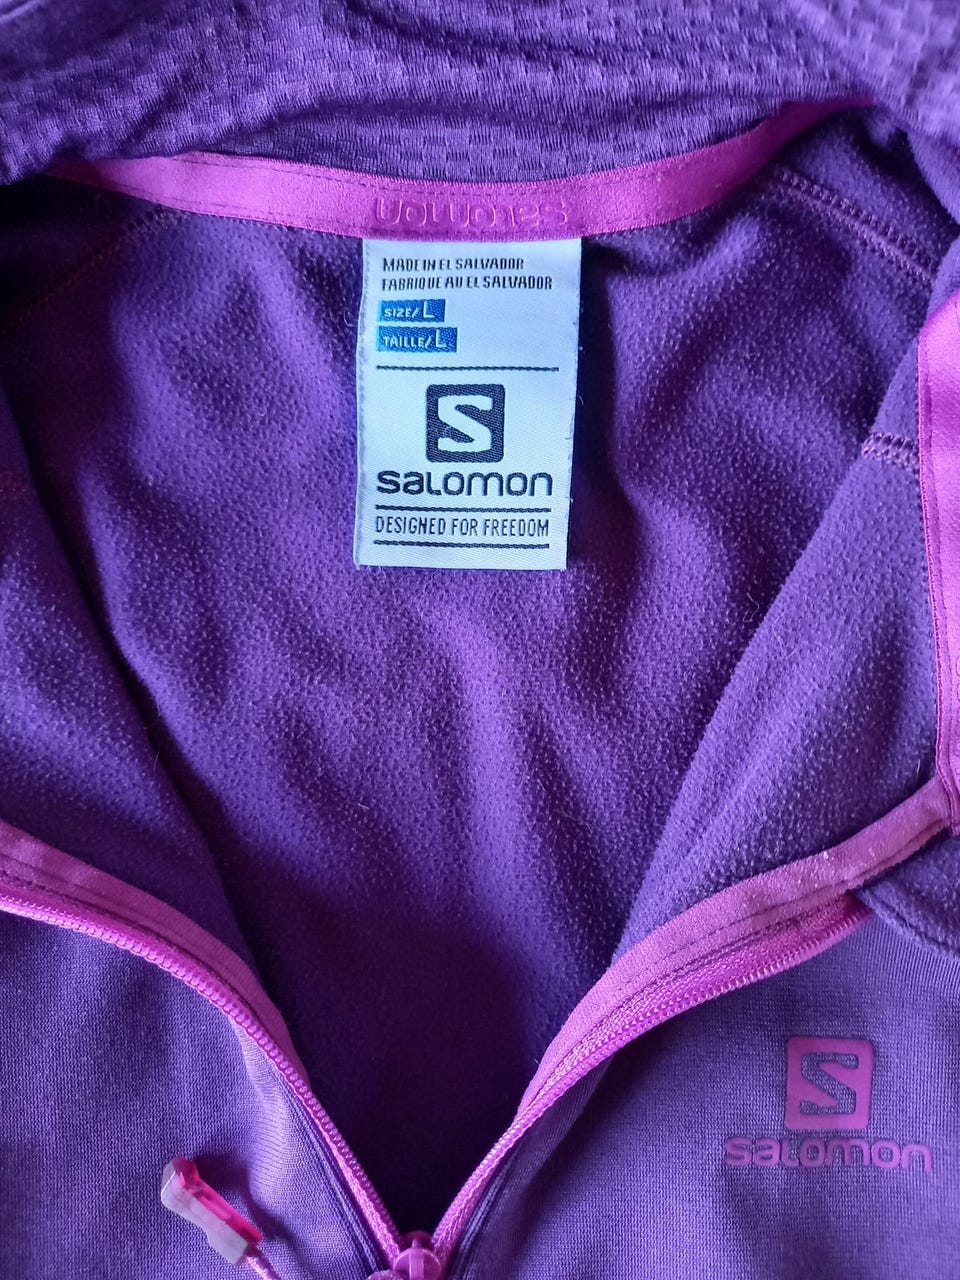 salomon
MADE IN EL SALVADOR
FABRIQUE AU EL SALVADOR
SIZE/L
TAILLE/L
S
salomon
DESIGNED FOR FREEDOM
S
salomon